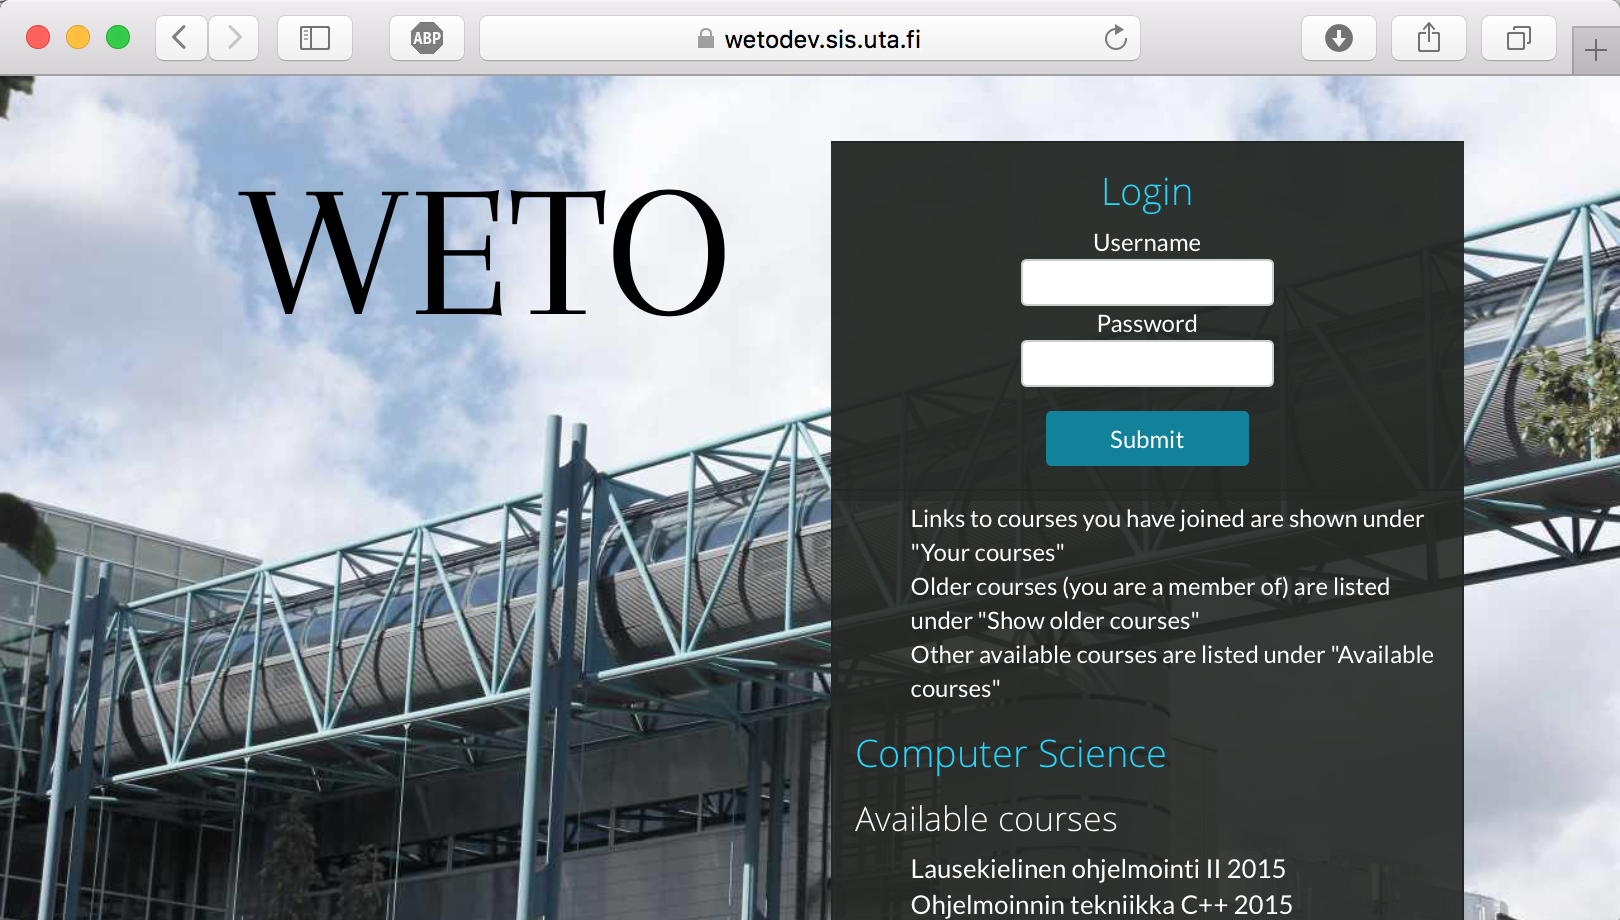 ABP
wetodev.sis.uta.fi
WETO
Login
Username
Password
Submit
Links to courses you have joined are shown under
"Your courses"
Older courses (you are a member of) are listed
under "Show older courses"
Other available courses are listed under "Available
courses"
Computer Science
Available courses
Lausekielinen ohjelmointi II 2015
Ohjelmoinnin tekniikka C++ 2015